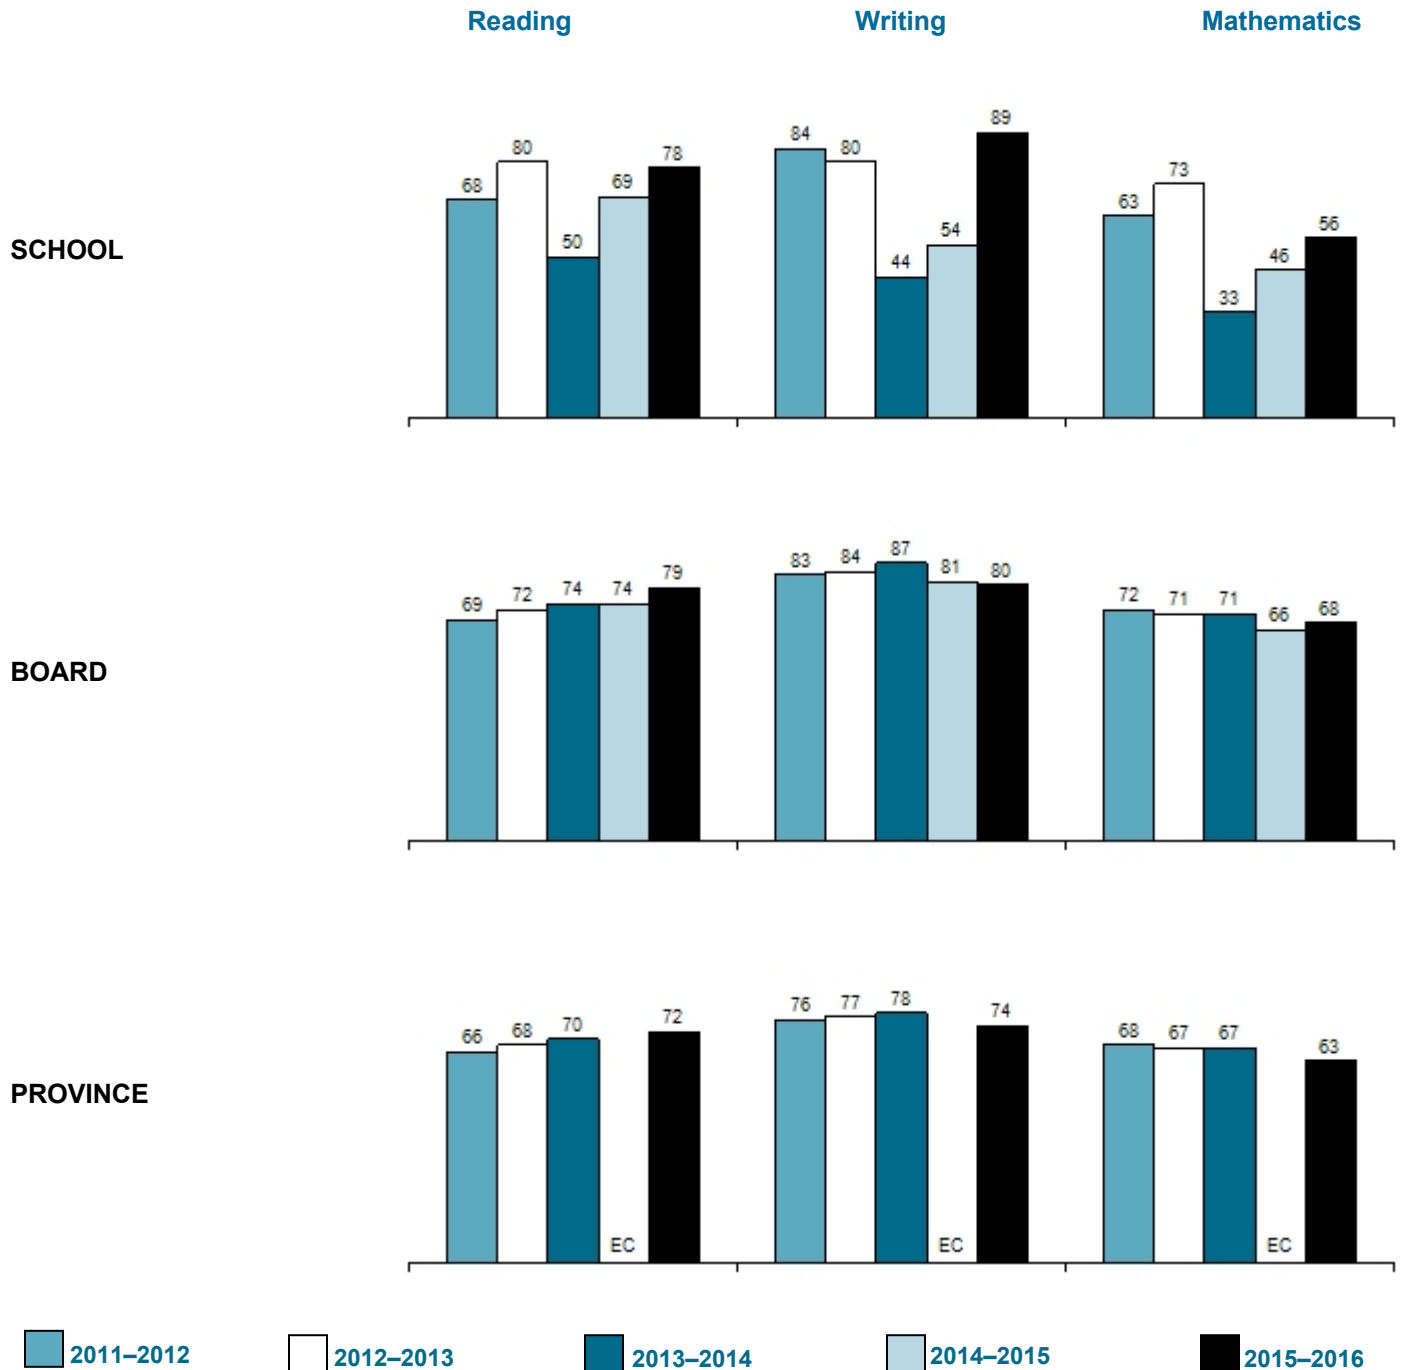 Reading Writing Mathematics
SCHOOL
68 80 50 69 78 84 80 44 54 89 63 73 33 46 56
BOARD
69 72 74 74 79 83 84 87 81 80 72 71 71 66 68
PROVINCE
66 68 70 EC 72 76 77 78 EC 74 68 67 67 EC 63
2011–2012 2012–2013 2013–2014 2014–2015 2015–2016